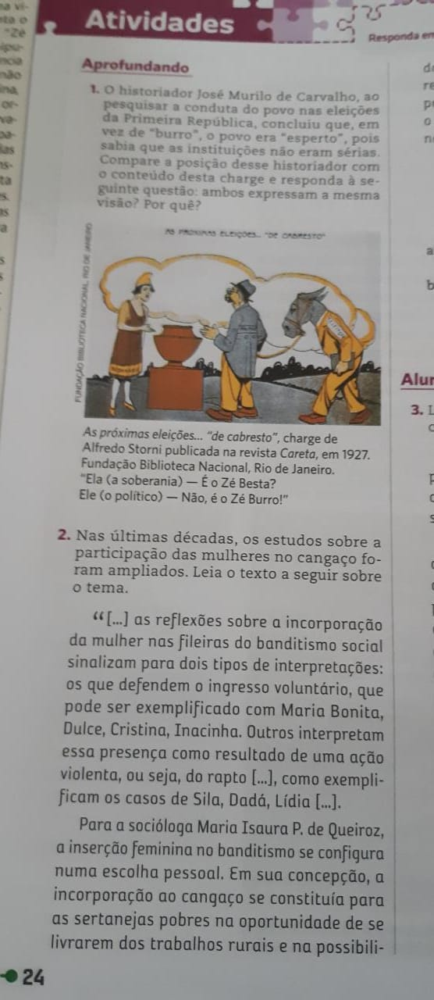 Atividades
Responda em
Aprofundando
1. O historiador José Murilo de Carvalho, ao
pesquisar a conduta do povo nas eleições
da Primeira República, concluiu que, em
vez de “burro”, o povo era “esperto”, pois
sabia que as instituições não eram sérias.
Compare a posição desse historiador com
o conteúdo desta charge e responda à se-
guinte questão: ambos expressam a mesma
visão? Por quê?
AS PROXIMAS ELEIÇÕES... "DE CABRESTO"
FUNDAÇÃO BIBLIOTECA NACIONAL, RIO DE JANEIRO
As próximas eleições... “de cabresto”, charge de
Alfredo Storni publicada na revista Careta, em 1927.
Fundação Biblioteca Nacional, Rio de Janeiro.
“Ela (a soberania) — É o Zé Besta?
Ele (o político) — Não, é o Zé Burro!”
2. Nas últimas décadas, os estudos sobre a
participação das mulheres no cangaço fo-
ram ampliados. Leia o texto a seguir sobre
o tema.
“[...] as reflexões sobre a incorporação
da mulher nas fileiras do banditismo social
sinalizam para dois tipos de interpretações:
os que defendem o ingresso voluntário, que
pode ser exemplificado com Maria Bonita,
Dulce, Cristina, Inacinha. Outros interpretam
essa presença como resultado de uma ação
violenta, ou seja, do rapto [...], como exempli-
ficam os casos de Sila, Dadá, Lídia [...].
Para a socióloga Maria Isaura P. de Queiroz,
a inserção feminina no banditismo se configura
numa escolha pessoal. Em sua concepção, a
incorporação ao cangaço se constituía para
as sertanejas pobres na oportunidade de se
livrarem dos trabalhos rurais e na possibili-
24
3.